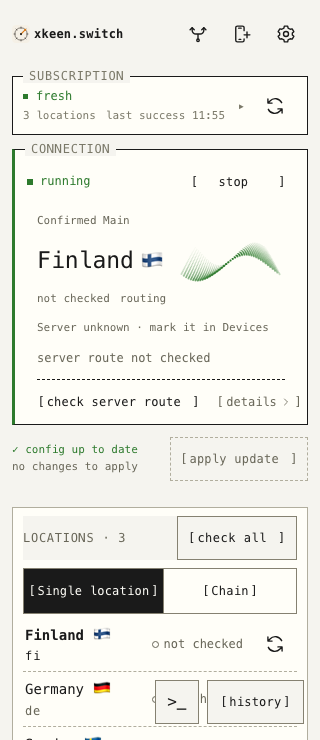 xkeen.switch
SUBSCRIPTION
fresh
3 locations last success 11:55
CONNECTION
running [ stop ]
Confirmed Main
Finland
not checked routing
Server unknown · mark it in Devices
server route not checked
[check server route ] [details > ]
✓ config up to date
no changes to apply
[apply update ]
LOCATIONS · 3 [check all ]
[Single location] [Chain]
Finland
fi
not checked
Germany
de
>_ [history]